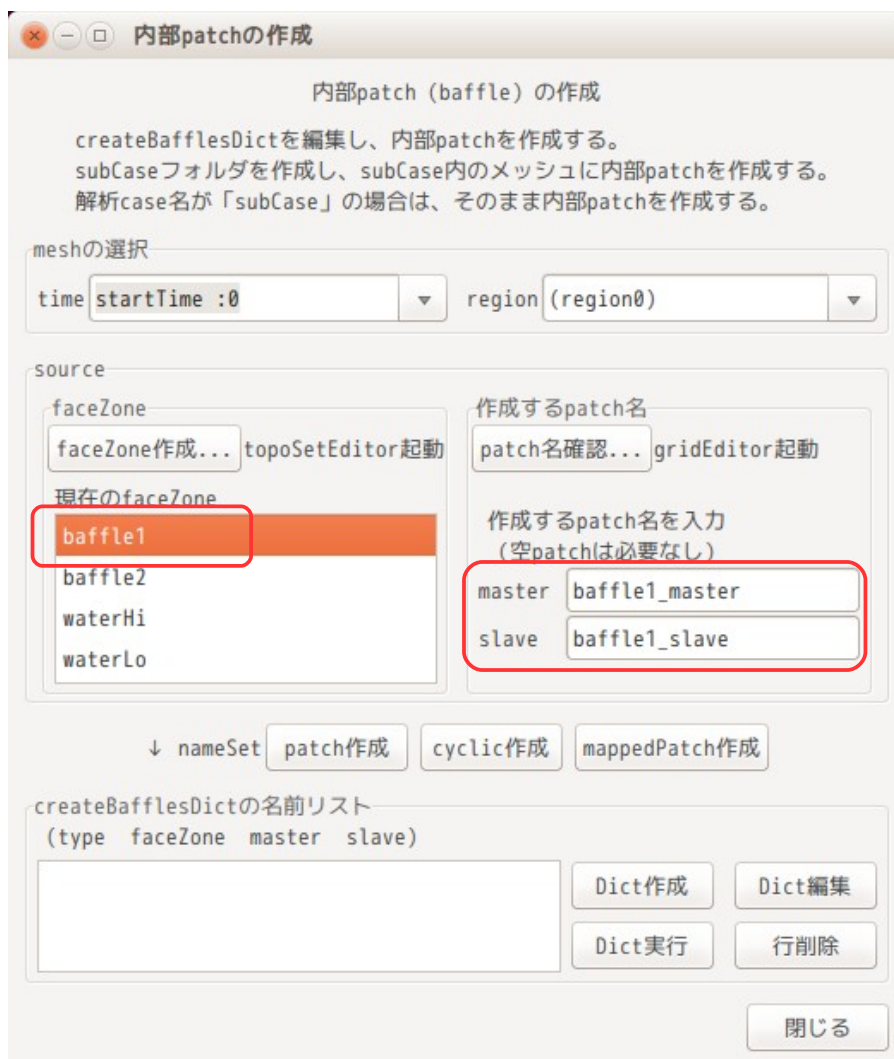 内部patchの作成
内部patch (baffle) の作成
createBafflesDictを編集し、内部patchを作成する。
subCaseフォルダを作成し、subCase内のメッシュに内部patchを作成する。
解析case名が「subCase」の場合は、そのまま内部patchを作成する。
meshの選択
time startTime :0 region (region0)
source
faceZone
faceZone作成... topoSetEditor起動
現在のfaceZone
baffle1
baffle2
waterHi
waterLo
作成するpatch名
patch名確認... gridEditor起動
作成するpatch名を入力
（空patchは必要なし）
master baffle1_master
slave baffle1_slave
↓ nameSet patch作成 cyclic作成 mappedPatch作成
createBafflesDictの名前リスト
(type faceZone master slave)
Dict作成 Dict編集
Dict実行 行削除
閉じる